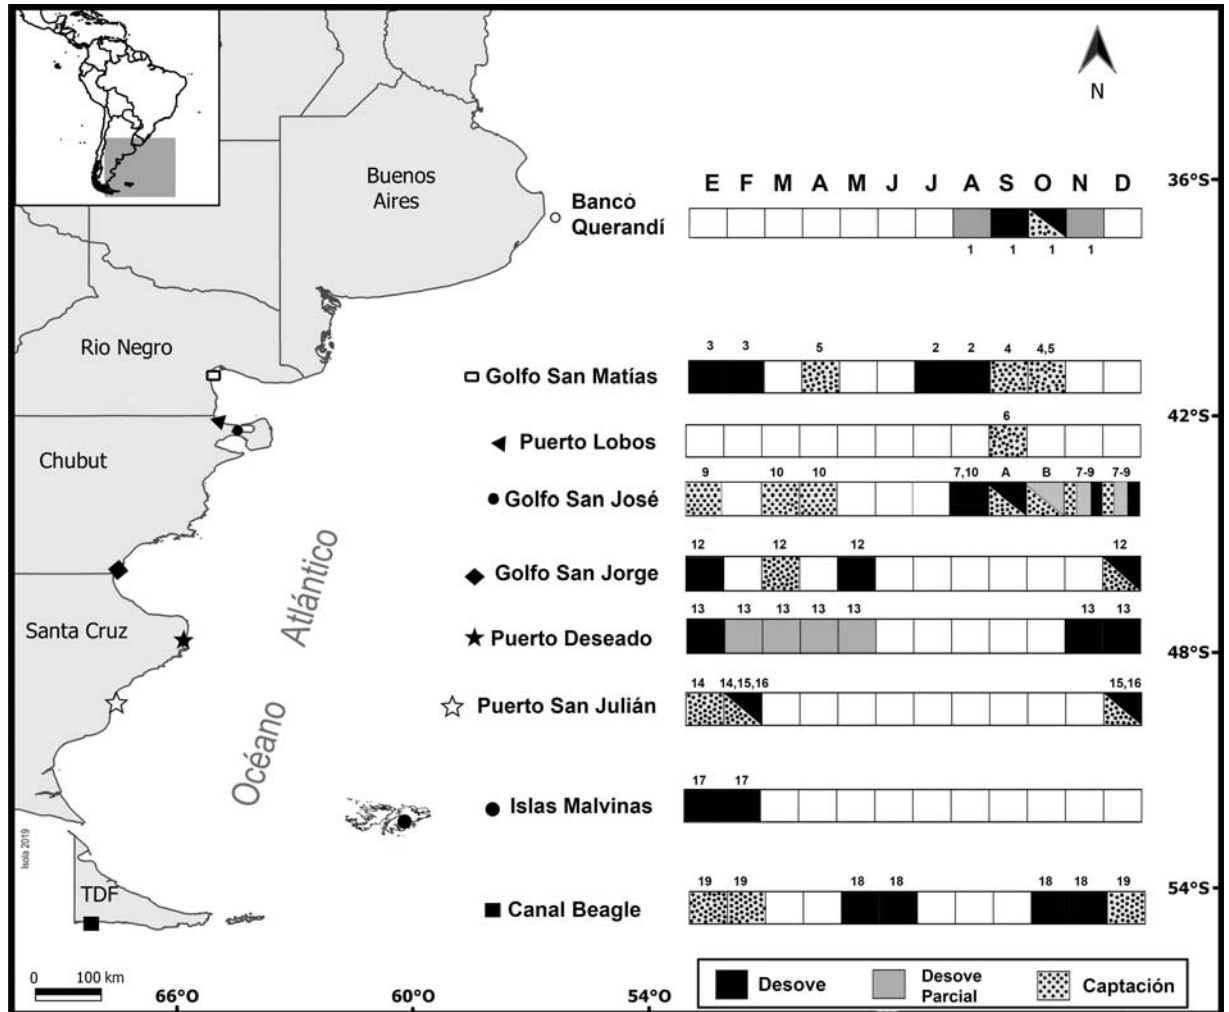 N
Buenos
Aires
Bancó
Querandí
E F M A M J J A S O N D
36°S
1 1 1 1
Rio Negro
Golfo San Matías
3 3 5 2 2 4 4,5
42°S
Puerto Lobos
6
Chubut
Golfo San José
9 10 10 7,10 A B 7-9 7-9
Golfo San Jorge
12 12 12 12
Santa Cruz
Puerto Deseado
13 13 13 13 13 13 13
48°S
Puerto San Julián
14 14,15,16 15,16
Océano Atlántico
Islas Malvinas
17 17
Isola 2019
TDF
Canal Beagle
19 19 18 18 18 18 19
54°S
0 100 km
66°O 60°O 54°O
Desove
Desove
Parcial
Captación